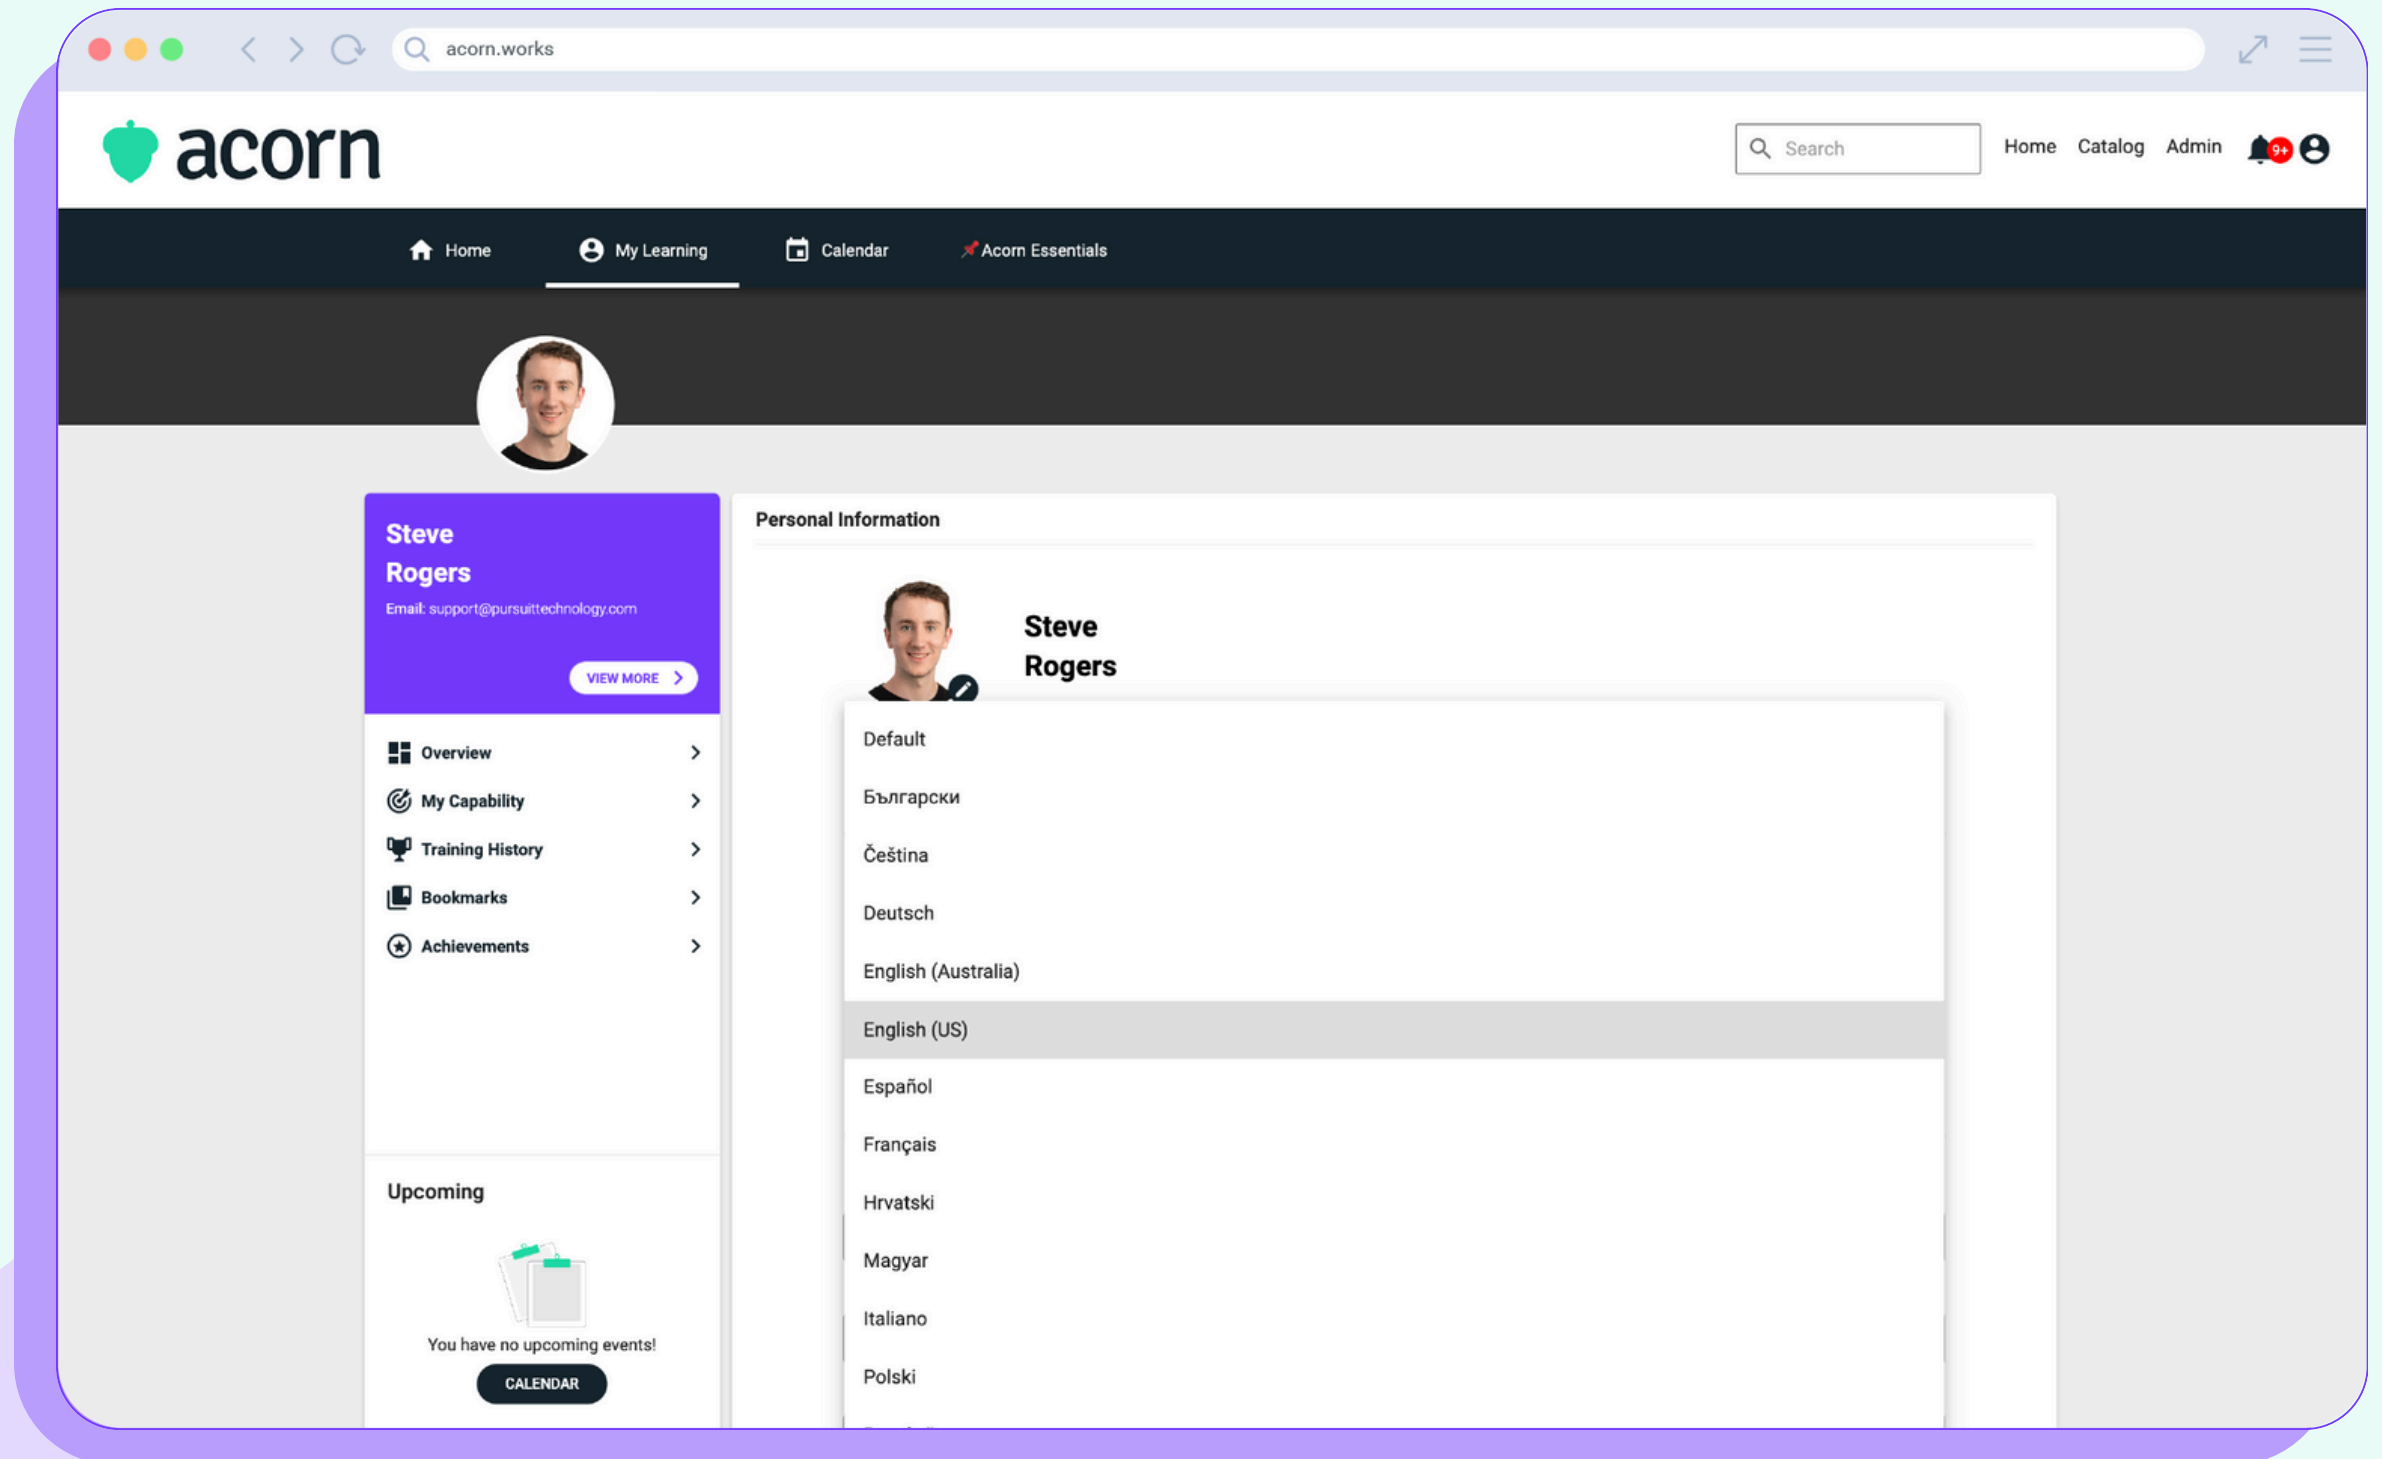 acorn.works
acorn
Search
Home
Catalog
Admin
9+
Home
My Learning
Calendar
Acorn Essentials
Steve
Rogers
Email: support@pursuittechnology.com
VIEW MORE
Overview
My Capability
Training History
Bookmarks
Achievements
Upcoming
You have no upcoming events!
CALENDAR
Personal Information
Steve
Rogers
Default
Български
Čeština
Deutsch
English (Australia)
English (US)
Español
Français
Hrvatski
Magyar
Italiano
Polski